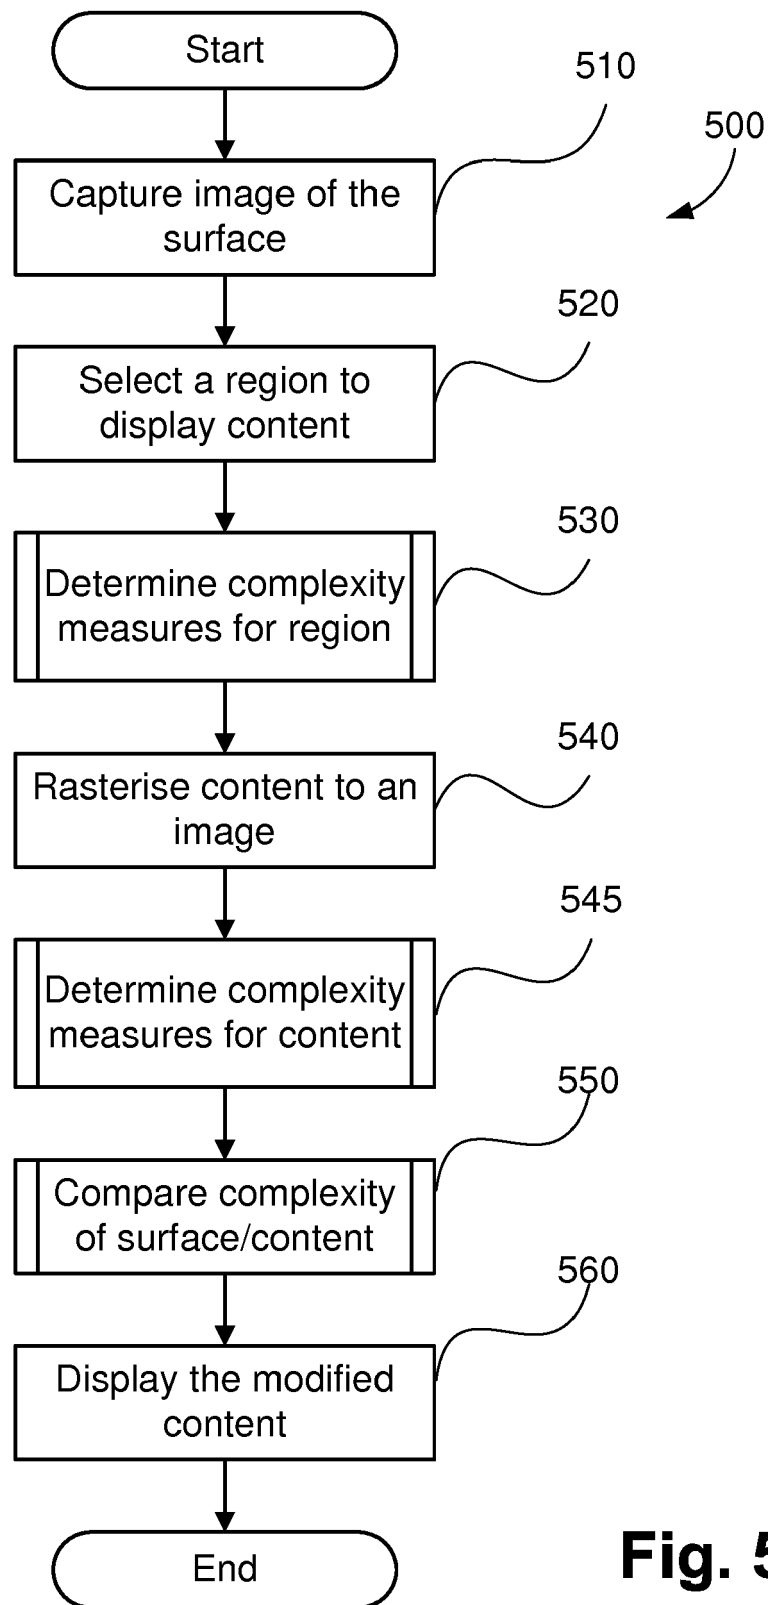 Start
510
500
Capture image of the
surface
520
Select a region to
display content
530
Determine complexity
measures for region
540
Rasterise content to an
image
545
Determine complexity
measures for content
550
Compare complexity
of surface/content
560
Display the modified
content
End
Fig. 5